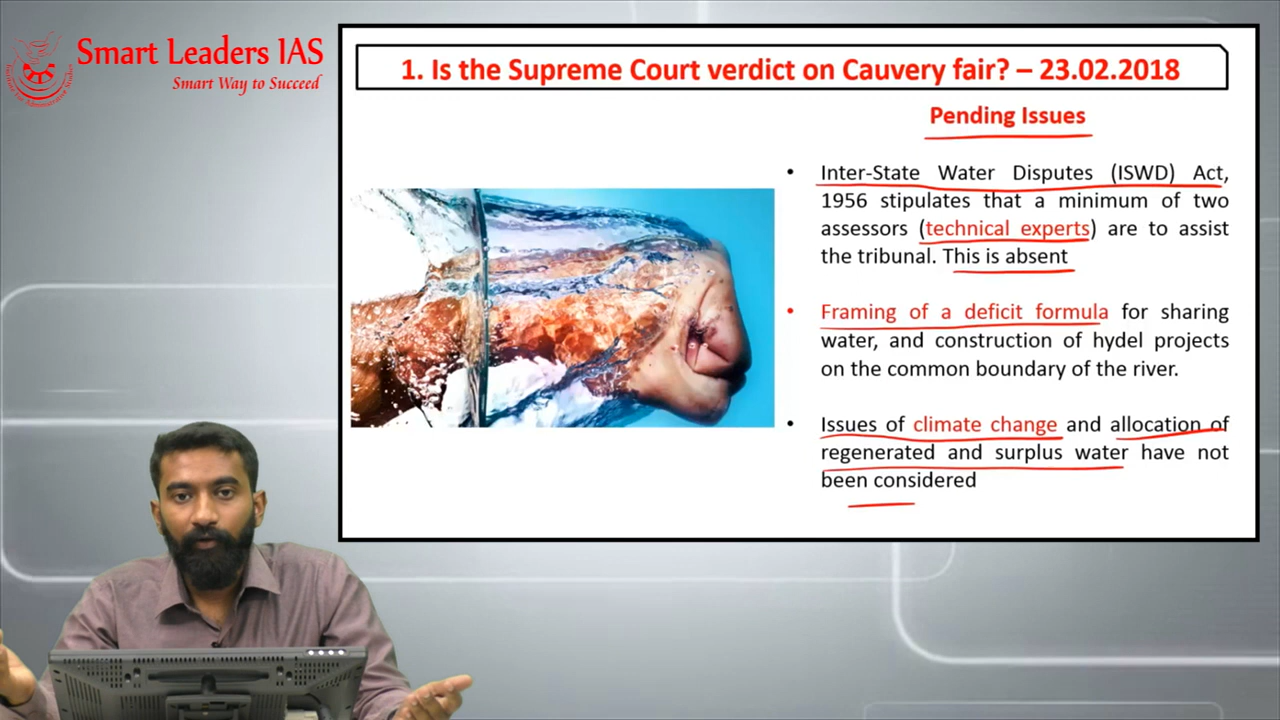 Smart Leaders IAS
Smart Way to Succeed
1. Is the Supreme Court verdict on Cauvery fair? – 23.02.2018
Pending Issues
• Inter-State Water Disputes (ISWD) Act,
1956 stipulates that a minimum of two
assessors (technical experts) are to assist
the tribunal. This is absent
• Framing of a deficit formula for sharing
water, and construction of hydel projects
on the common boundary of the river.
• Issues of climate change and allocation of
regenerated and surplus water have not
been considered